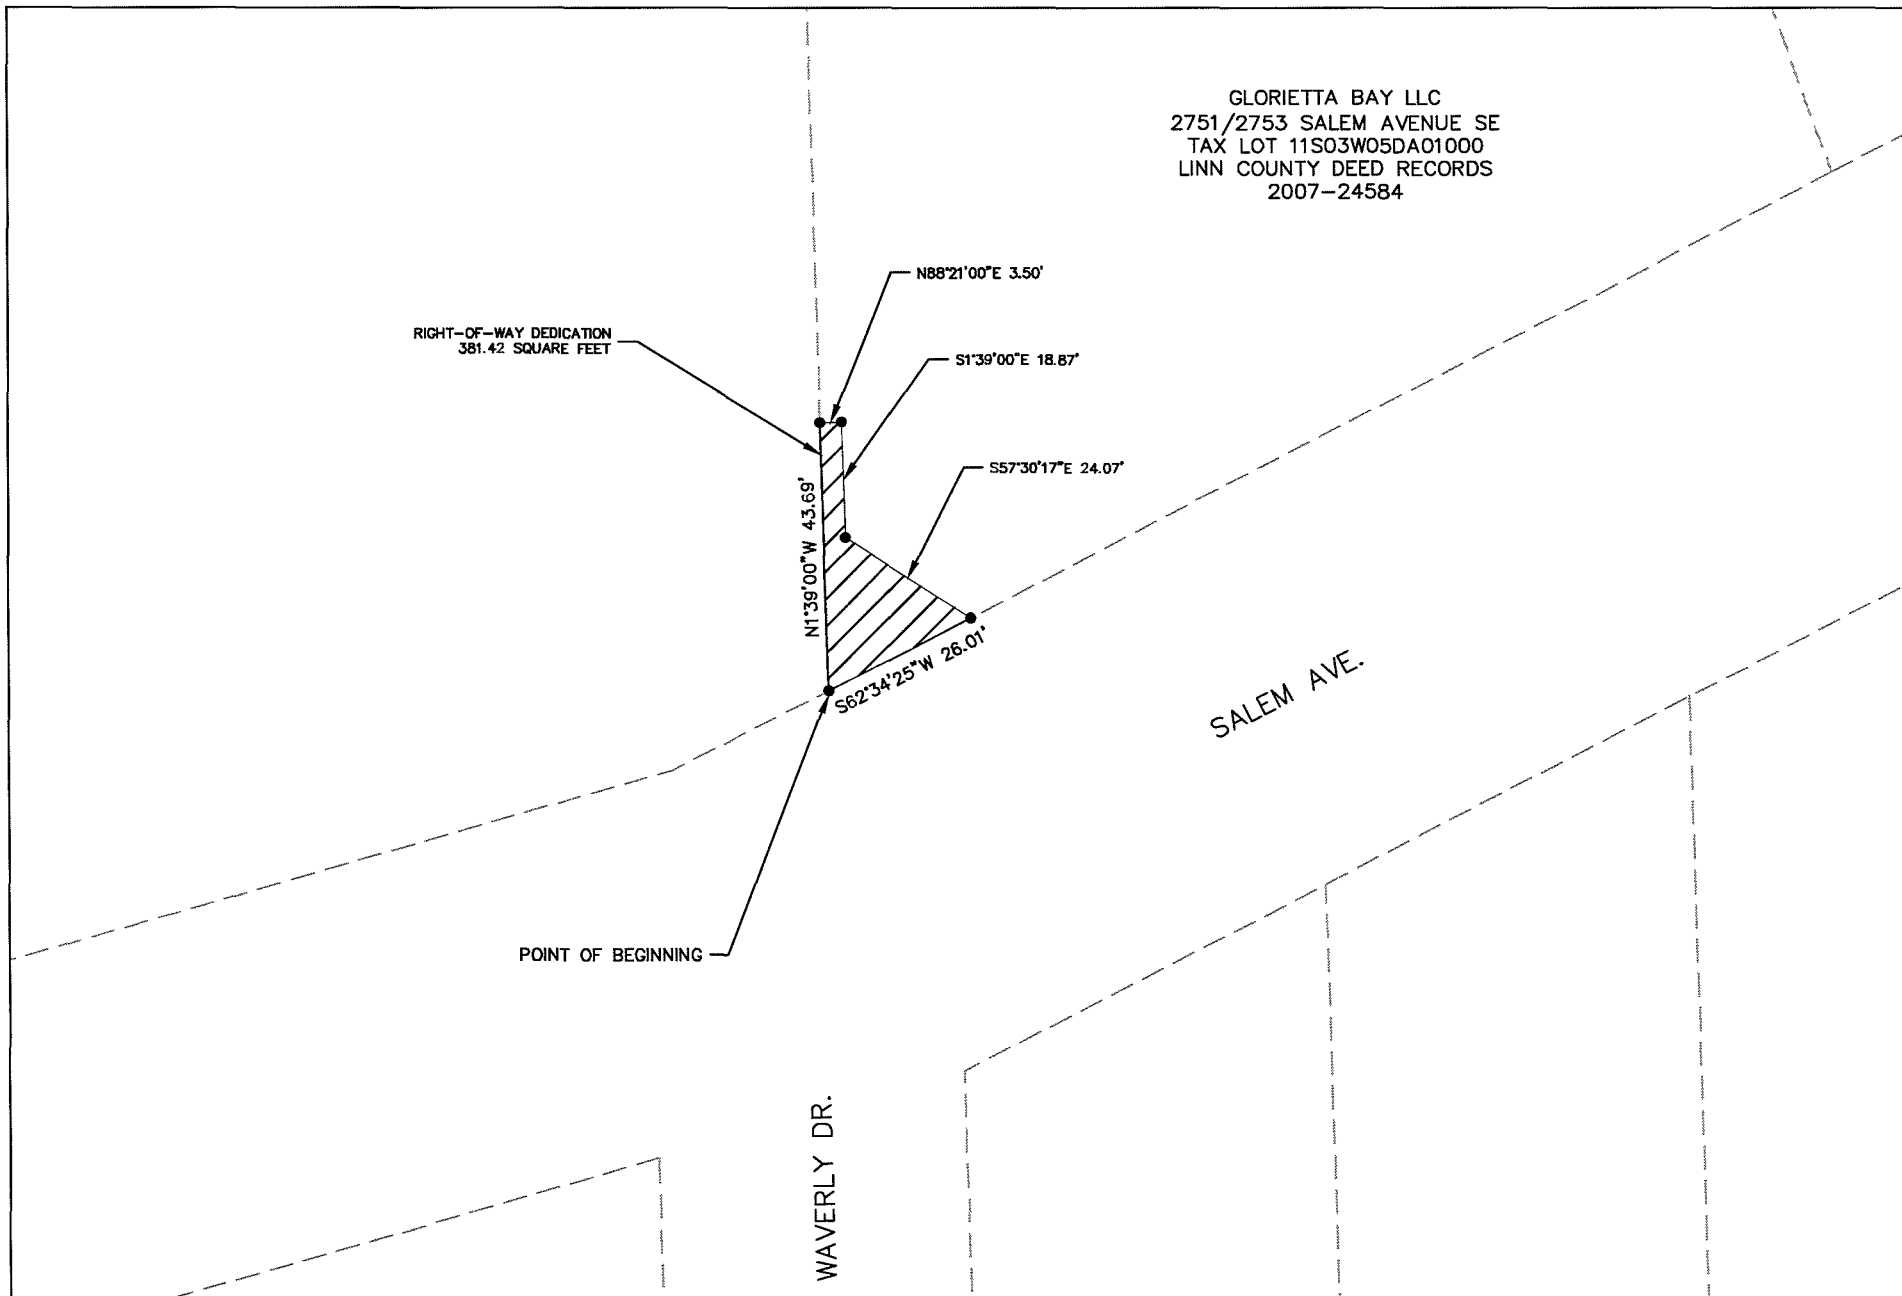 GLORIETTA BAY LLC
2751/2753 SALEM AVENUE SE
TAX LOT 11S03W05DA01000
LINN COUNTY DEED RECORDS
2007-24584
N88°21'00"E 3.50'
RIGHT-OF-WAY DEDICATION
381.42 SQUARE FEET
S1°39'00"E 18.87'
S57°30'17"E 24.07'
N1°39'00"W 43.69'
S62°34'25"W 26.01'
SALEM AVE.
POINT OF BEGINNING
WAVERLY DR.